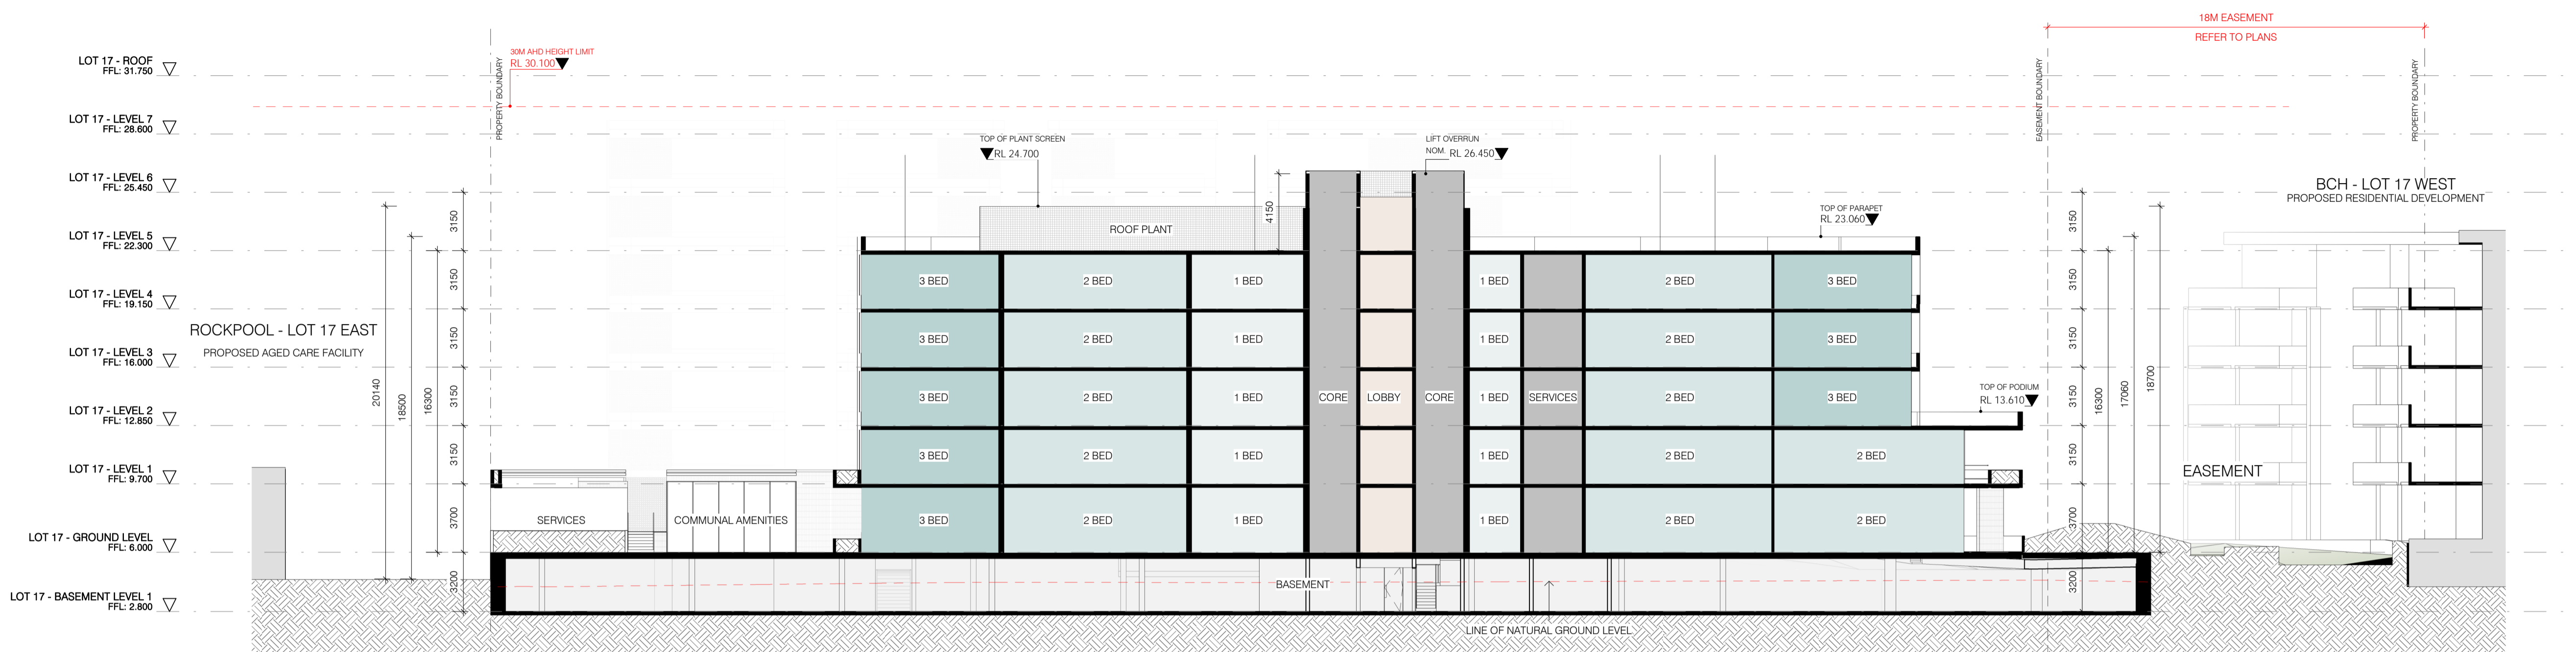 18M EASEMENT
REFER TO PLANS
30M AHD HEIGHT LIMIT
RL 30.100
PROPERTY BOUNDARY
EASEMENT BOUNDARY
PROPERTY BOUNDARY
LOT 17 - ROOF
FFL: 31.750
LOT 17 - LEVEL 7
FFL: 28.600
LOT 17 - LEVEL 6
FFL: 25.450
LOT 17 - LEVEL 5
FFL: 22.300
LOT 17 - LEVEL 4
FFL: 19.150
LOT 17 - LEVEL 3
FFL: 16.000
LOT 17 - LEVEL 2
FFL: 12.850
LOT 17 - LEVEL 1
FFL: 9.700
LOT 17 - GROUND LEVEL
FFL: 6.000
LOT 17 - BASEMENT LEVEL 1
FFL: 2.800
ROCKPOOL - LOT 17 EAST
PROPOSED AGED CARE FACILITY
20140
18500
16300
3150
3150
3150
3150
3150
3700
3200
TOP OF PLANT SCREEN
RL 24.700
LIFT OVERRUN
NOM. RL 26.450
TOP OF PARAPET
RL 23.060
TOP OF PODIUM
RL 13.610
4150
ROOF PLANT
3 BED
2 BED
1 BED
1 BED
2 BED
3 BED
3 BED
2 BED
1 BED
1 BED
2 BED
3 BED
3 BED
2 BED
1 BED
CORE
LOBBY
CORE
1 BED
SERVICES
2 BED
3 BED
3 BED
2 BED
1 BED
1 BED
2 BED
2 BED
SERVICES
COMMUNAL AMENITIES
3 BED
2 BED
1 BED
1 BED
2 BED
2 BED
BASEMENT
LINE OF NATURAL GROUND LEVEL
3150
3150
3150
3150
3150
3700
3200
16300
17060
18700
BCH - LOT 17 WEST
PROPOSED RESIDENTIAL DEVELOPMENT
EASEMENT